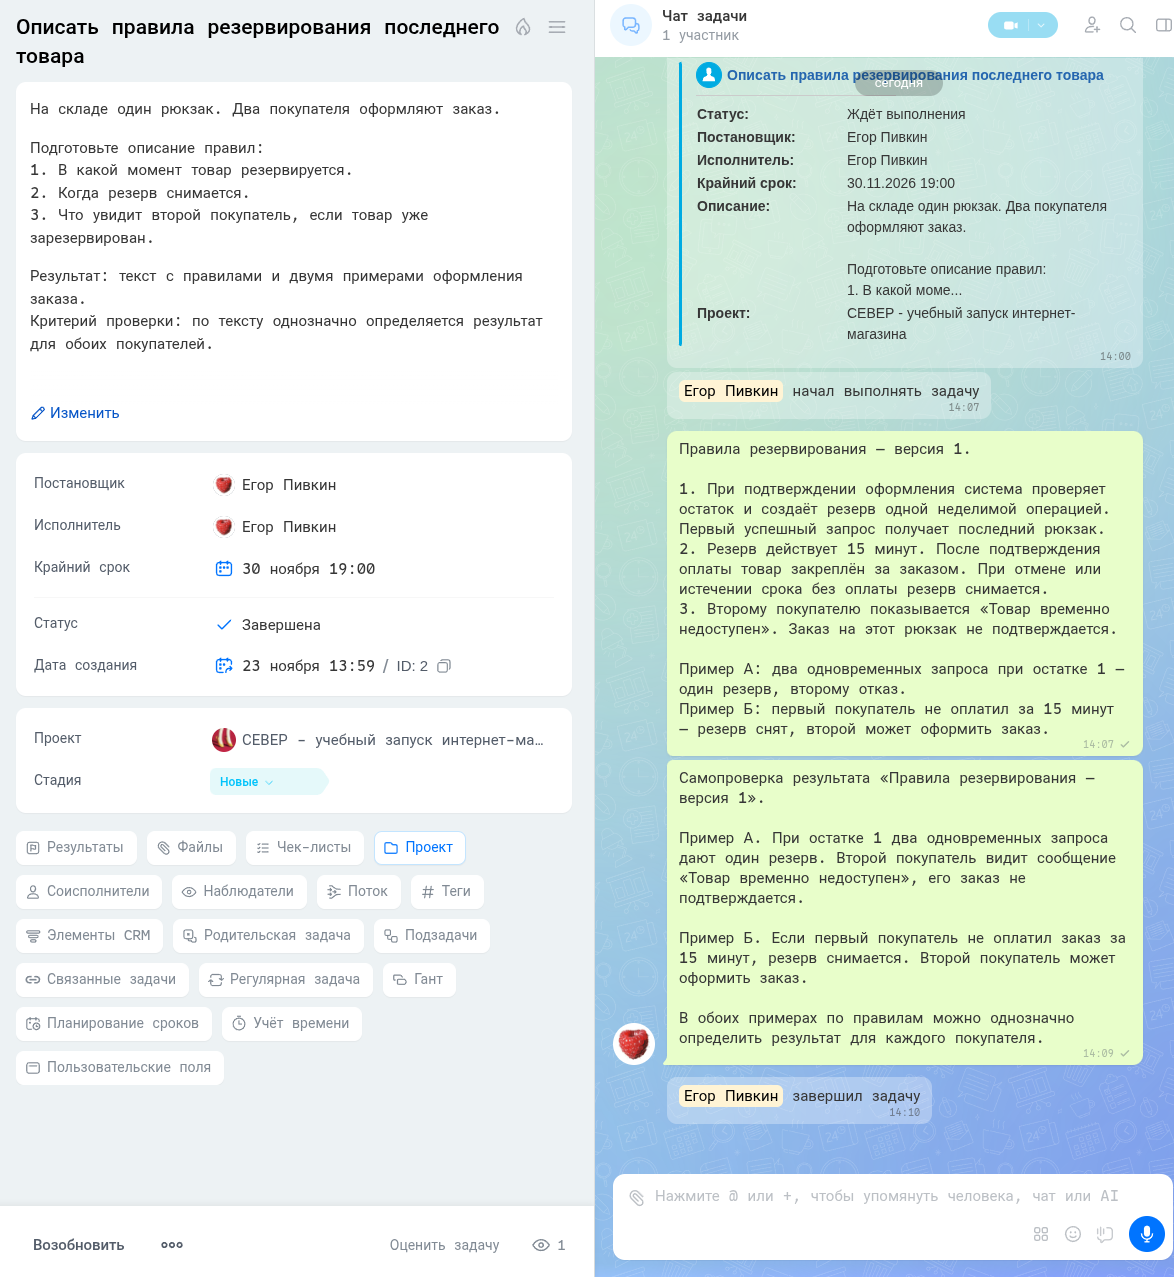 Описать правила резервирования последнего
товара
На складе один рюкзак. Два покупателя оформляют заказ.
Подготовьте описание правил:
1. В какой момент товар резервируется.
2. Когда резерв снимается.
3. Что увидит второй покупатель, если товар уже
зарезервирован.
Результат: текст с правилами и двумя примерами оформления
заказа.
Критерий проверки: по тексту однозначно определяется результат
для обоих покупателей.
Изменить
Постановщик Егор Пивкин
Исполнитель Егор Пивкин
Крайний срок 30 ноября 19:00
Статус Завершена
Дата создания 23 ноября 13:59 / ID: 2
Проект СЕВЕР - учебный запуск интернет-ма…
Стадия Новые
Результаты Файлы Чек-листы Проект
Соисполнители Наблюдатели Поток Теги
Элементы CRM Родительская задача Подзадачи
Связанные задачи Регулярная задача Гант
Планирование сроков Учёт времени
Пользовательские поля
Возобновить Оценить задачу 1
Чат задачи
1 участник
Описать правила резервирования последнего товара
сегодня
Статус: Ждёт выполнения
Постановщик: Егор Пивкин
Исполнитель: Егор Пивкин
Крайний срок: 30.11.2026 19:00
Описание: На складе один рюкзак. Два покупателя
оформляют заказ.
Подготовьте описание правил:
1. В какой моме...
Проект: СЕВЕР - учебный запуск интернет-
магазина
14:00
Егор Пивкин начал выполнять задачу
14:07
Правила резервирования — версия 1.
1. При подтверждении оформления система проверяет
остаток и создаёт резерв одной неделимой операцией.
Первый успешный запрос получает последний рюкзак.
2. Резерв действует 15 минут. После подтверждения
оплаты товар закреплён за заказом. При отмене или
истечении срока без оплаты резерв снимается.
3. Второму покупателю показывается «Товар временно
недоступен». Заказ на этот рюкзак не подтверждается.
Пример А: два одновременных запроса при остатке 1 —
один резерв, второму отказ.
Пример Б: первый покупатель не оплатил за 15 минут
— резерв снят, второй может оформить заказ.
14:07
Самопроверка результата «Правила резервирования —
версия 1».
Пример А. При остатке 1 два одновременных запроса
дают один резерв. Второй покупатель видит сообщение
«Товар временно недоступен», его заказ не
подтверждается.
Пример Б. Если первый покупатель не оплатил заказ за
15 минут, резерв снимается. Второй покупатель может
оформить заказ.
В обоих примерах по правилам можно однозначно
определить результат для каждого покупателя.
14:09
Егор Пивкин завершил задачу
14:10
Нажмите @ или +, чтобы упомянуть человека, чат или AI